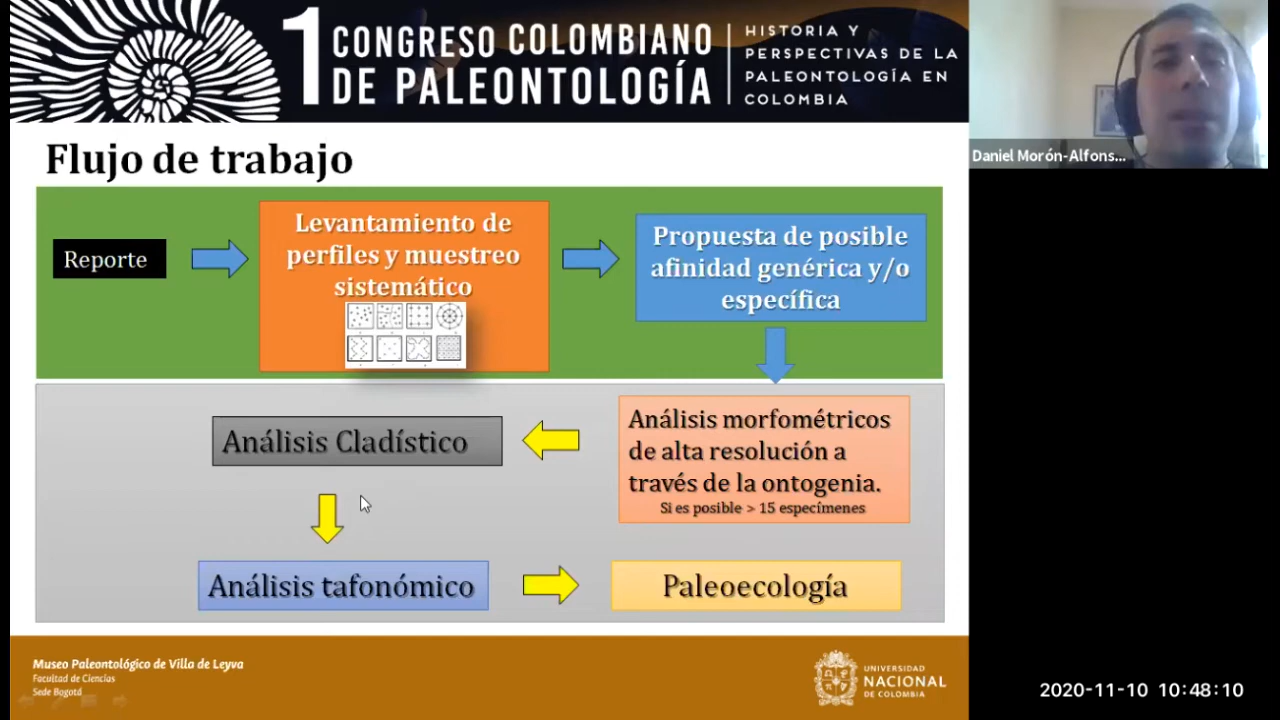 1 CONGRESO COLOMBIANO
DE PALEONTOLOGÍA
HISTORIA Y
PERSPECTIVAS DE LA
PALEONTOLOGÍA EN
COLOMBIA
Daniel Morón-Alfons...
Flujo de trabajo
Reporte
Levantamiento de
perfiles y muestreo
sistemático
Propuesta de posible
afinidad genérica y/o
específica
Análisis morfométricos
de alta resolución a
través de la ontogenia.
Si es posible > 15 especímenes
Análisis Cladístico
Análisis tafonómico
Paleoecología
Museo Paleontológico de Villa de Leyva
Facultad de Ciencias
Sede Bogotá
UNIVERSIDAD
NACIONAL
DE COLOMBIA
2020-11-10 10:48:10